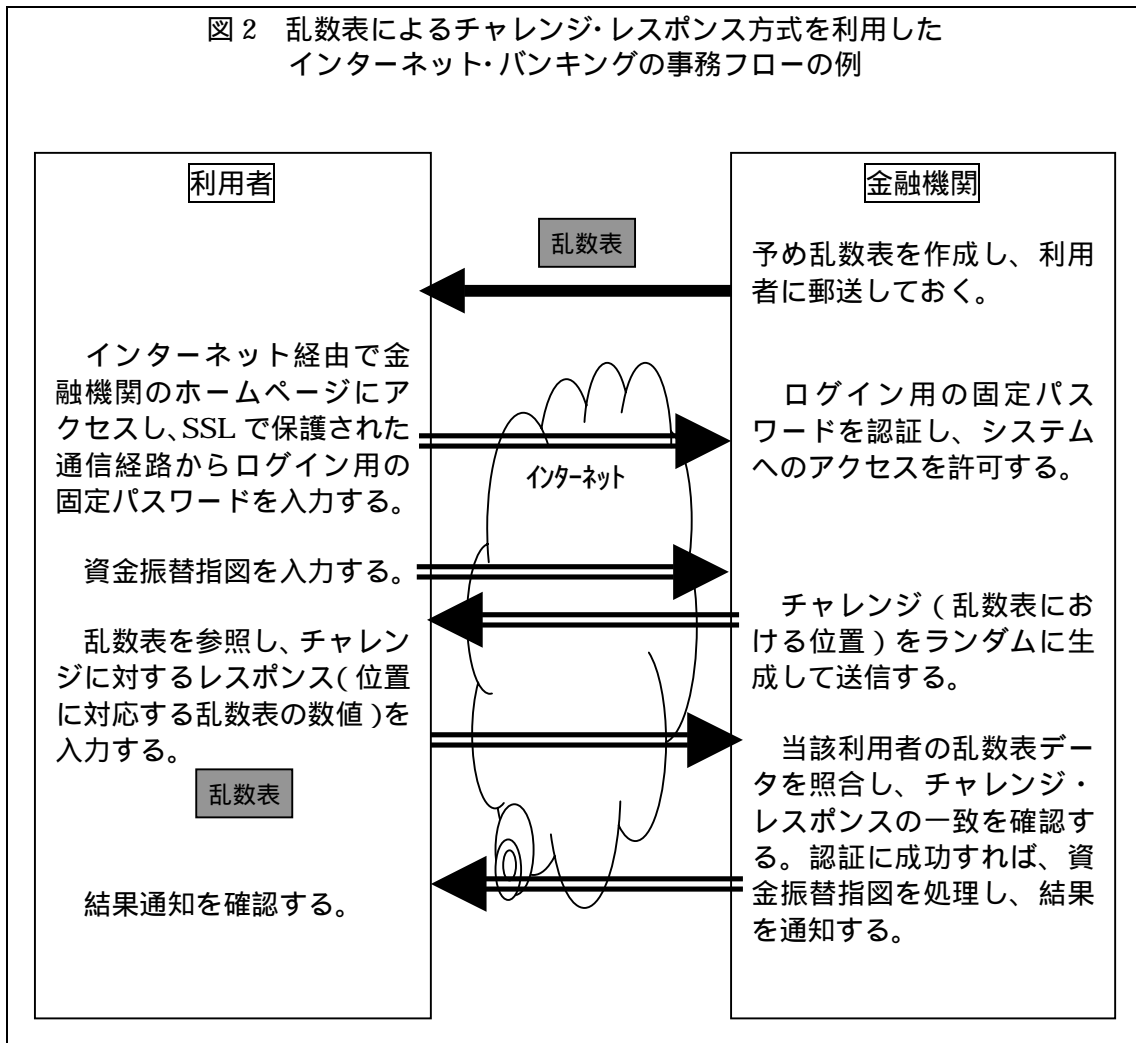 図 2　乱数表によるチャレンジ･レスポンス方式を利用した
インターネット･バンキングの事務フローの例
利用者
金融機関
乱数表
予め乱数表を作成し、利用
者に郵送しておく。
インターネット経由で金
融機関のホームページにア
クセスし､SSL で保護された
通信経路からログイン用の
固定パスワードを入力する。
インターネット
ログイン用の固定パス
ワードを認証し、システム
へのアクセスを許可する。
資金振替指図を入力する。
チャレンジ（乱数表にお
ける位置）をランダムに生
成して送信する。
乱数表を参照し､チャレン
ジに対するレスポンス(位置
に対応する乱数表の数値)を
入力する。
乱数表
当該利用者の乱数表デー
タを照合し、チャレンジ・
レスポンスの一致を確認す
る。認証に成功すれば、資
金振替指図を処理し、結果
を通知する。
結果通知を確認する。